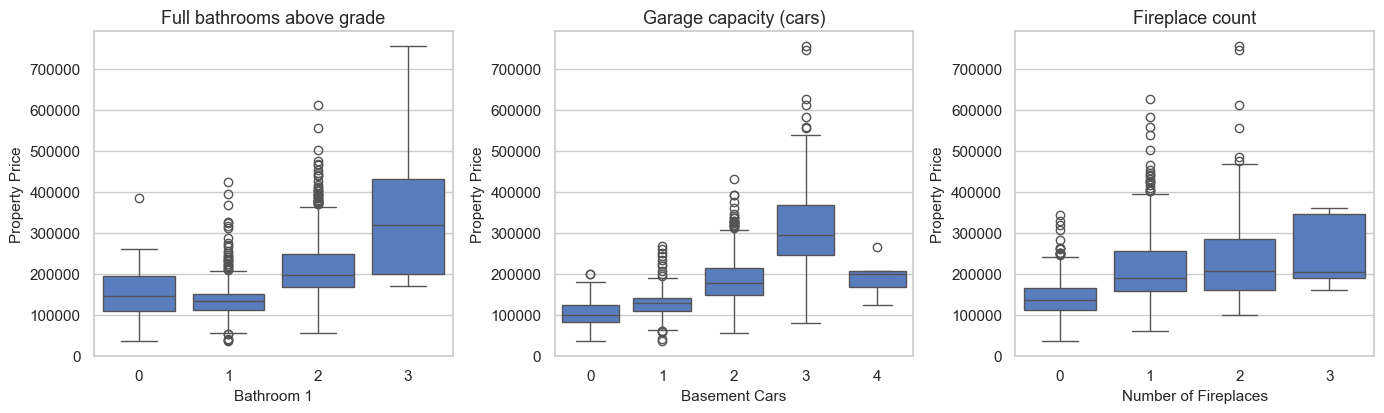 Full bathrooms above grade
Property Price
700000
600000
500000
400000
300000
200000
100000
0
0 1 2 3
Bathroom 1
Garage capacity (cars)
Property Price
700000
600000
500000
400000
300000
200000
100000
0
0 1 2 3 4
Basement Cars
Fireplace count
Property Price
700000
600000
500000
400000
300000
200000
100000
0
0 1 2 3
Number of Fireplaces